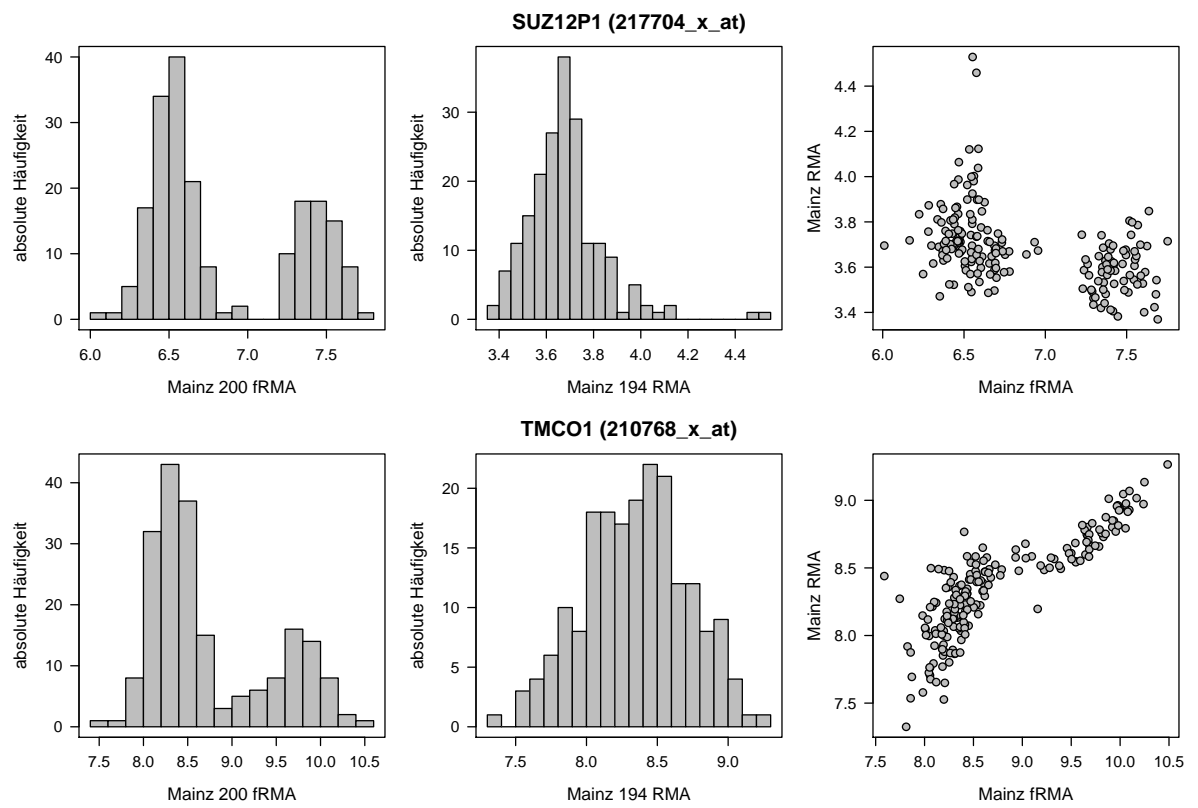 SUZ12P1 (217704_x_at)
absolute Häufigkeit
40
30
20
10
0
6.0 6.5 7.0 7.5
Mainz 200 fRMA
absolute Häufigkeit
30
20
10
0
3.4 3.6 3.8 4.0 4.2 4.4
Mainz 194 RMA
Mainz RMA
4.4
4.2
4.0
3.8
3.6
3.4
6.0 6.5 7.0 7.5
Mainz fRMA
TMCO1 (210768_x_at)
absolute Häufigkeit
40
30
20
10
0
7.5 8.0 8.5 9.0 9.5 10.0 10.5
Mainz 200 fRMA
absolute Häufigkeit
20
15
10
5
0
7.5 8.0 8.5 9.0
Mainz 194 RMA
Mainz RMA
9.0
8.5
8.0
7.5
7.5 8.0 8.5 9.0 9.5 10.0 10.5
Mainz fRMA